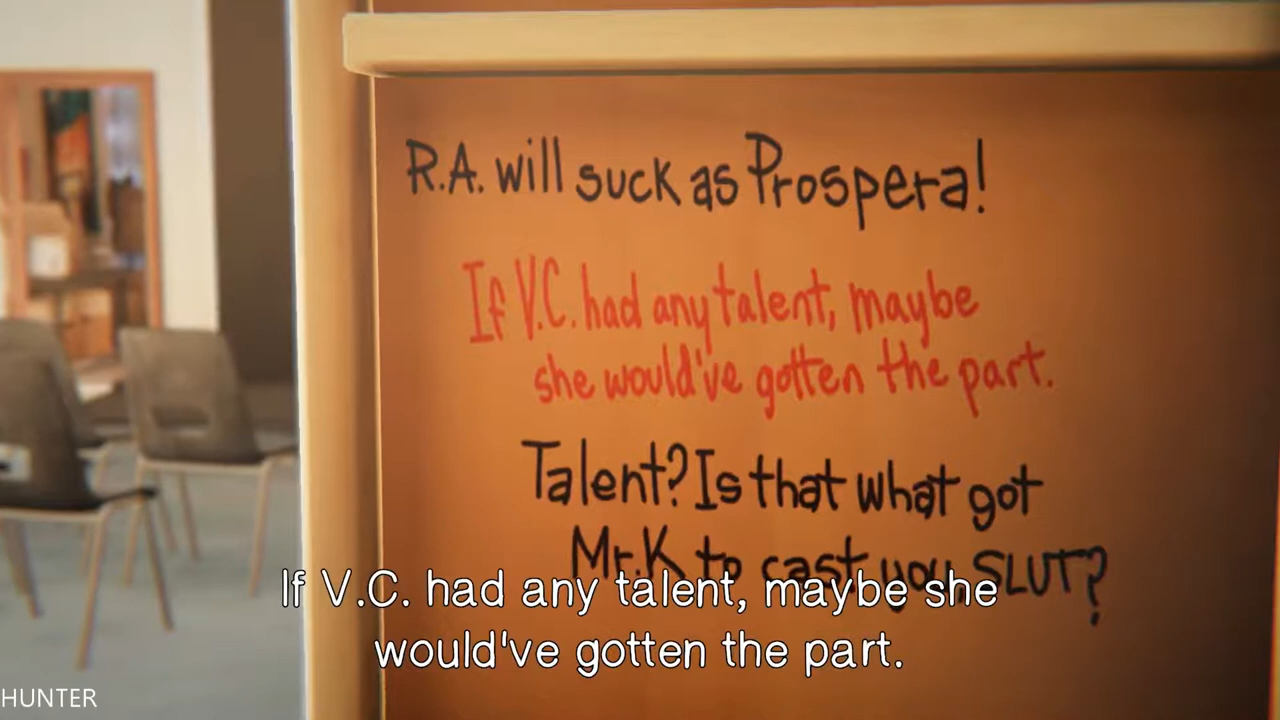 R.A. will suck as Prospera!
If V.C. had any talent, maybe
she would've gotten the part.
Talent? Is that what got
Mr.K to cast you, SLUT?
If V.C. had any talent, maybe she
would've gotten the part.
HUNTER